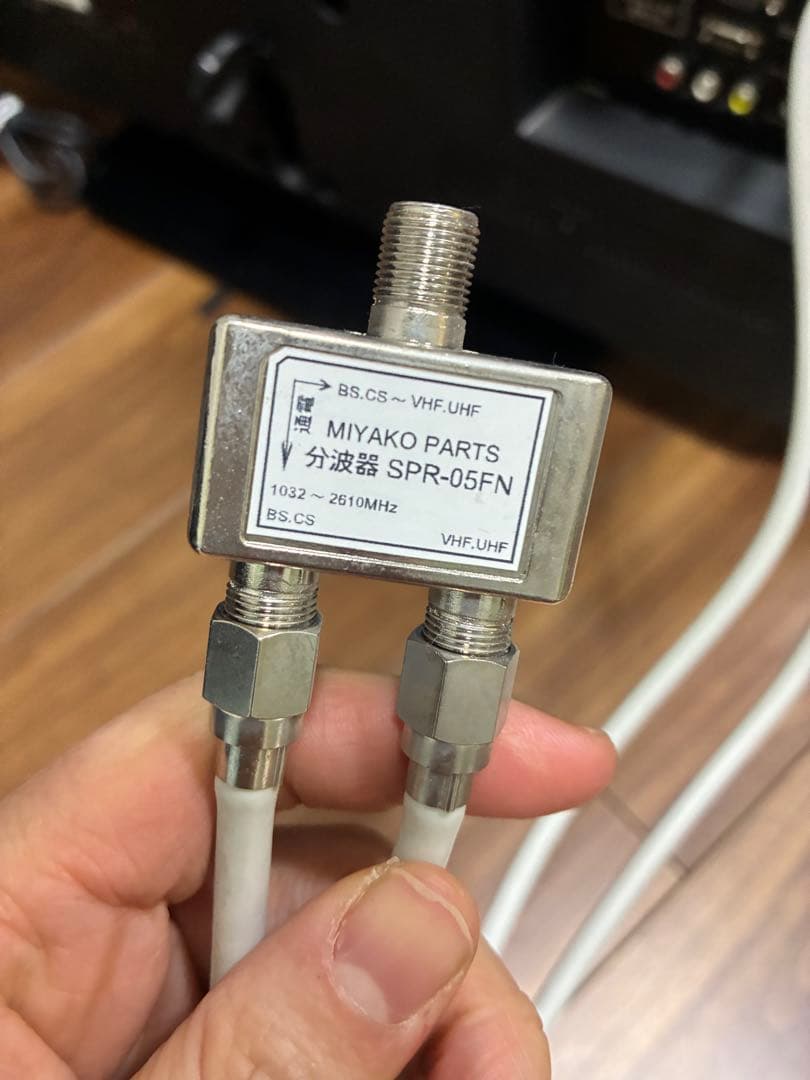 BS.CS～VHF.UHF
通電
MIYAKO PARTS
分波器 SPR-05FN
1032～2610MHz
BS.CS
VHF.UHF